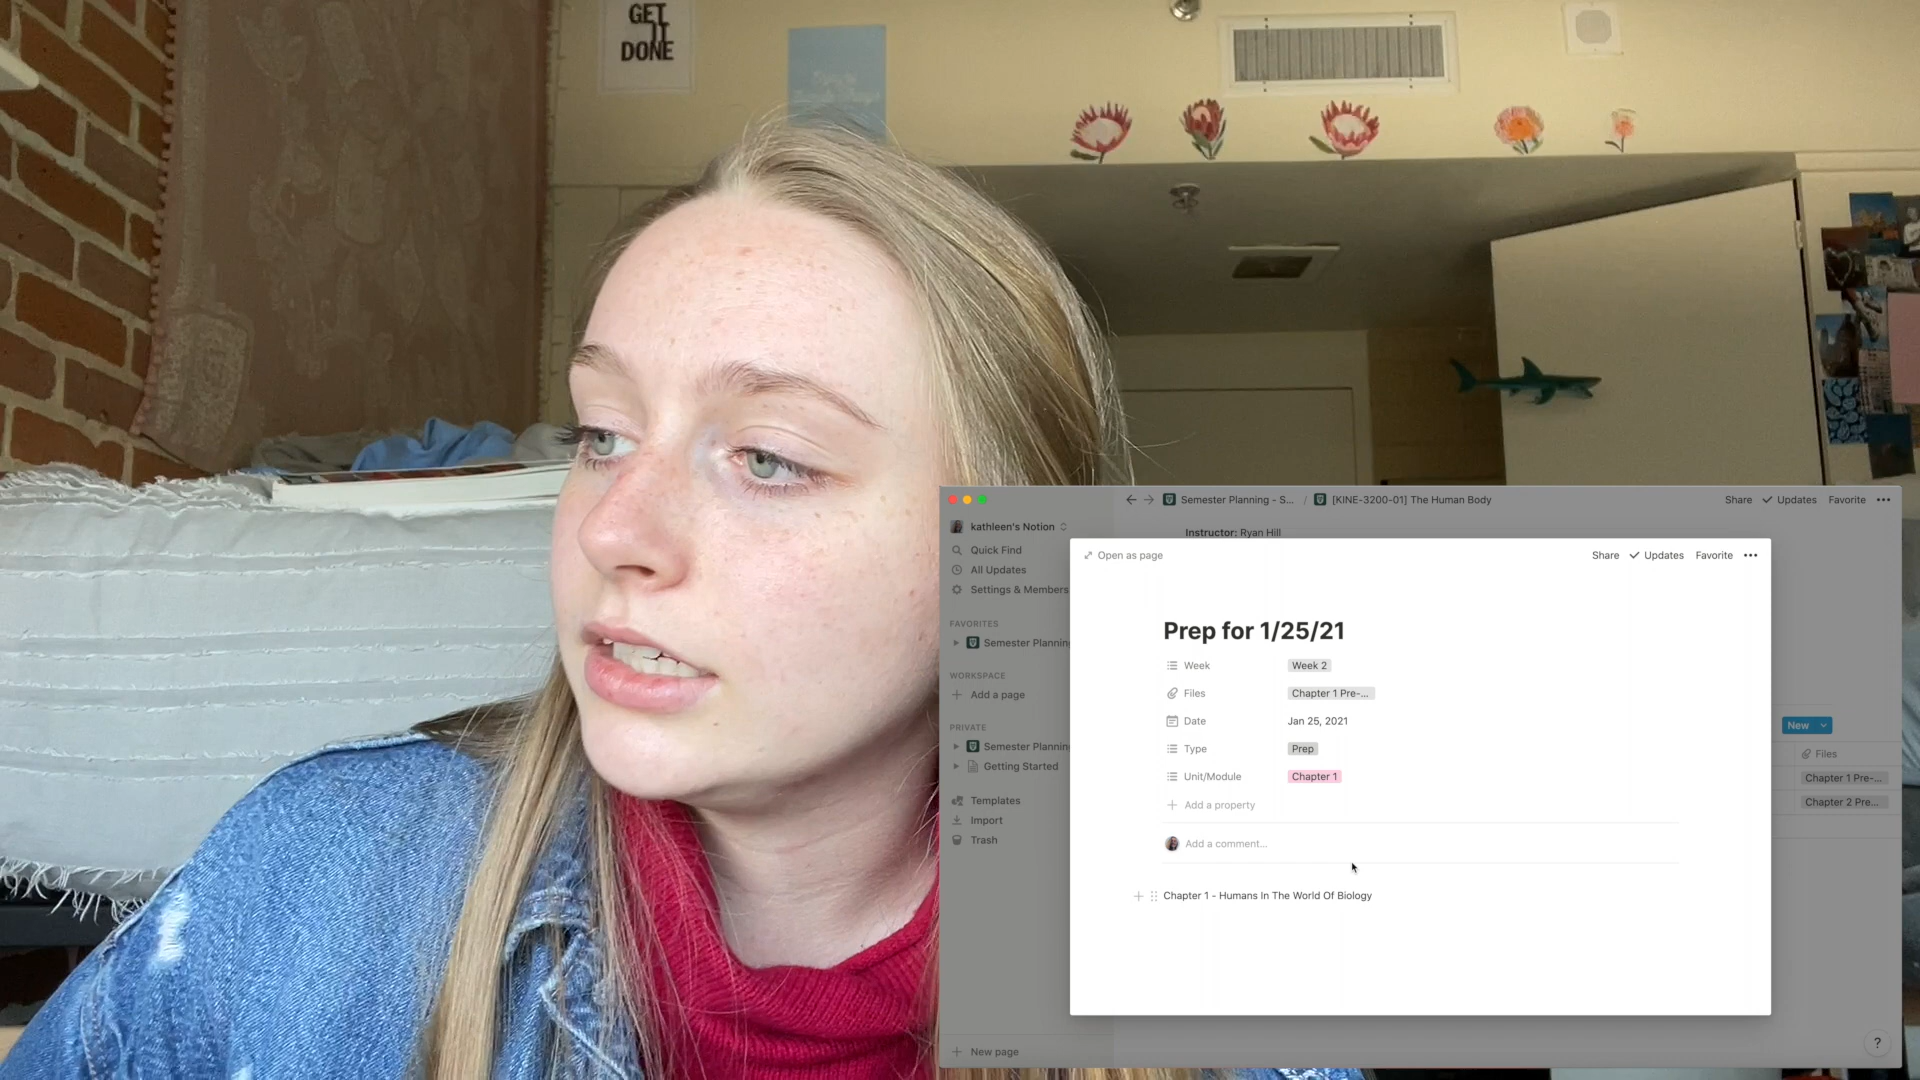 GET
IT
DONE
Semester Planning - S... / [KINE-3200-01] The Human Body
Share Updates Favorite
kathleen's Notion
Quick Find
All Updates
Settings & Members
FAVORITES
Semester Planning
WORKSPACE
+ Add a page
PRIVATE
Semester Planning
Getting Started
Templates
Import
Trash
+ New page
Instructor: Ryan Hill
Open as page
Share Updates Favorite
Prep for 1/25/21
Week Week 2
Files Chapter 1 Pre-...
Date Jan 25, 2021
Type Prep
Unit/Module Chapter 1
+ Add a property
Add a comment...
Chapter 1 - Humans In The World Of Biology
New
Files
Chapter 1 Pre-...
Chapter 2 Pre...
?